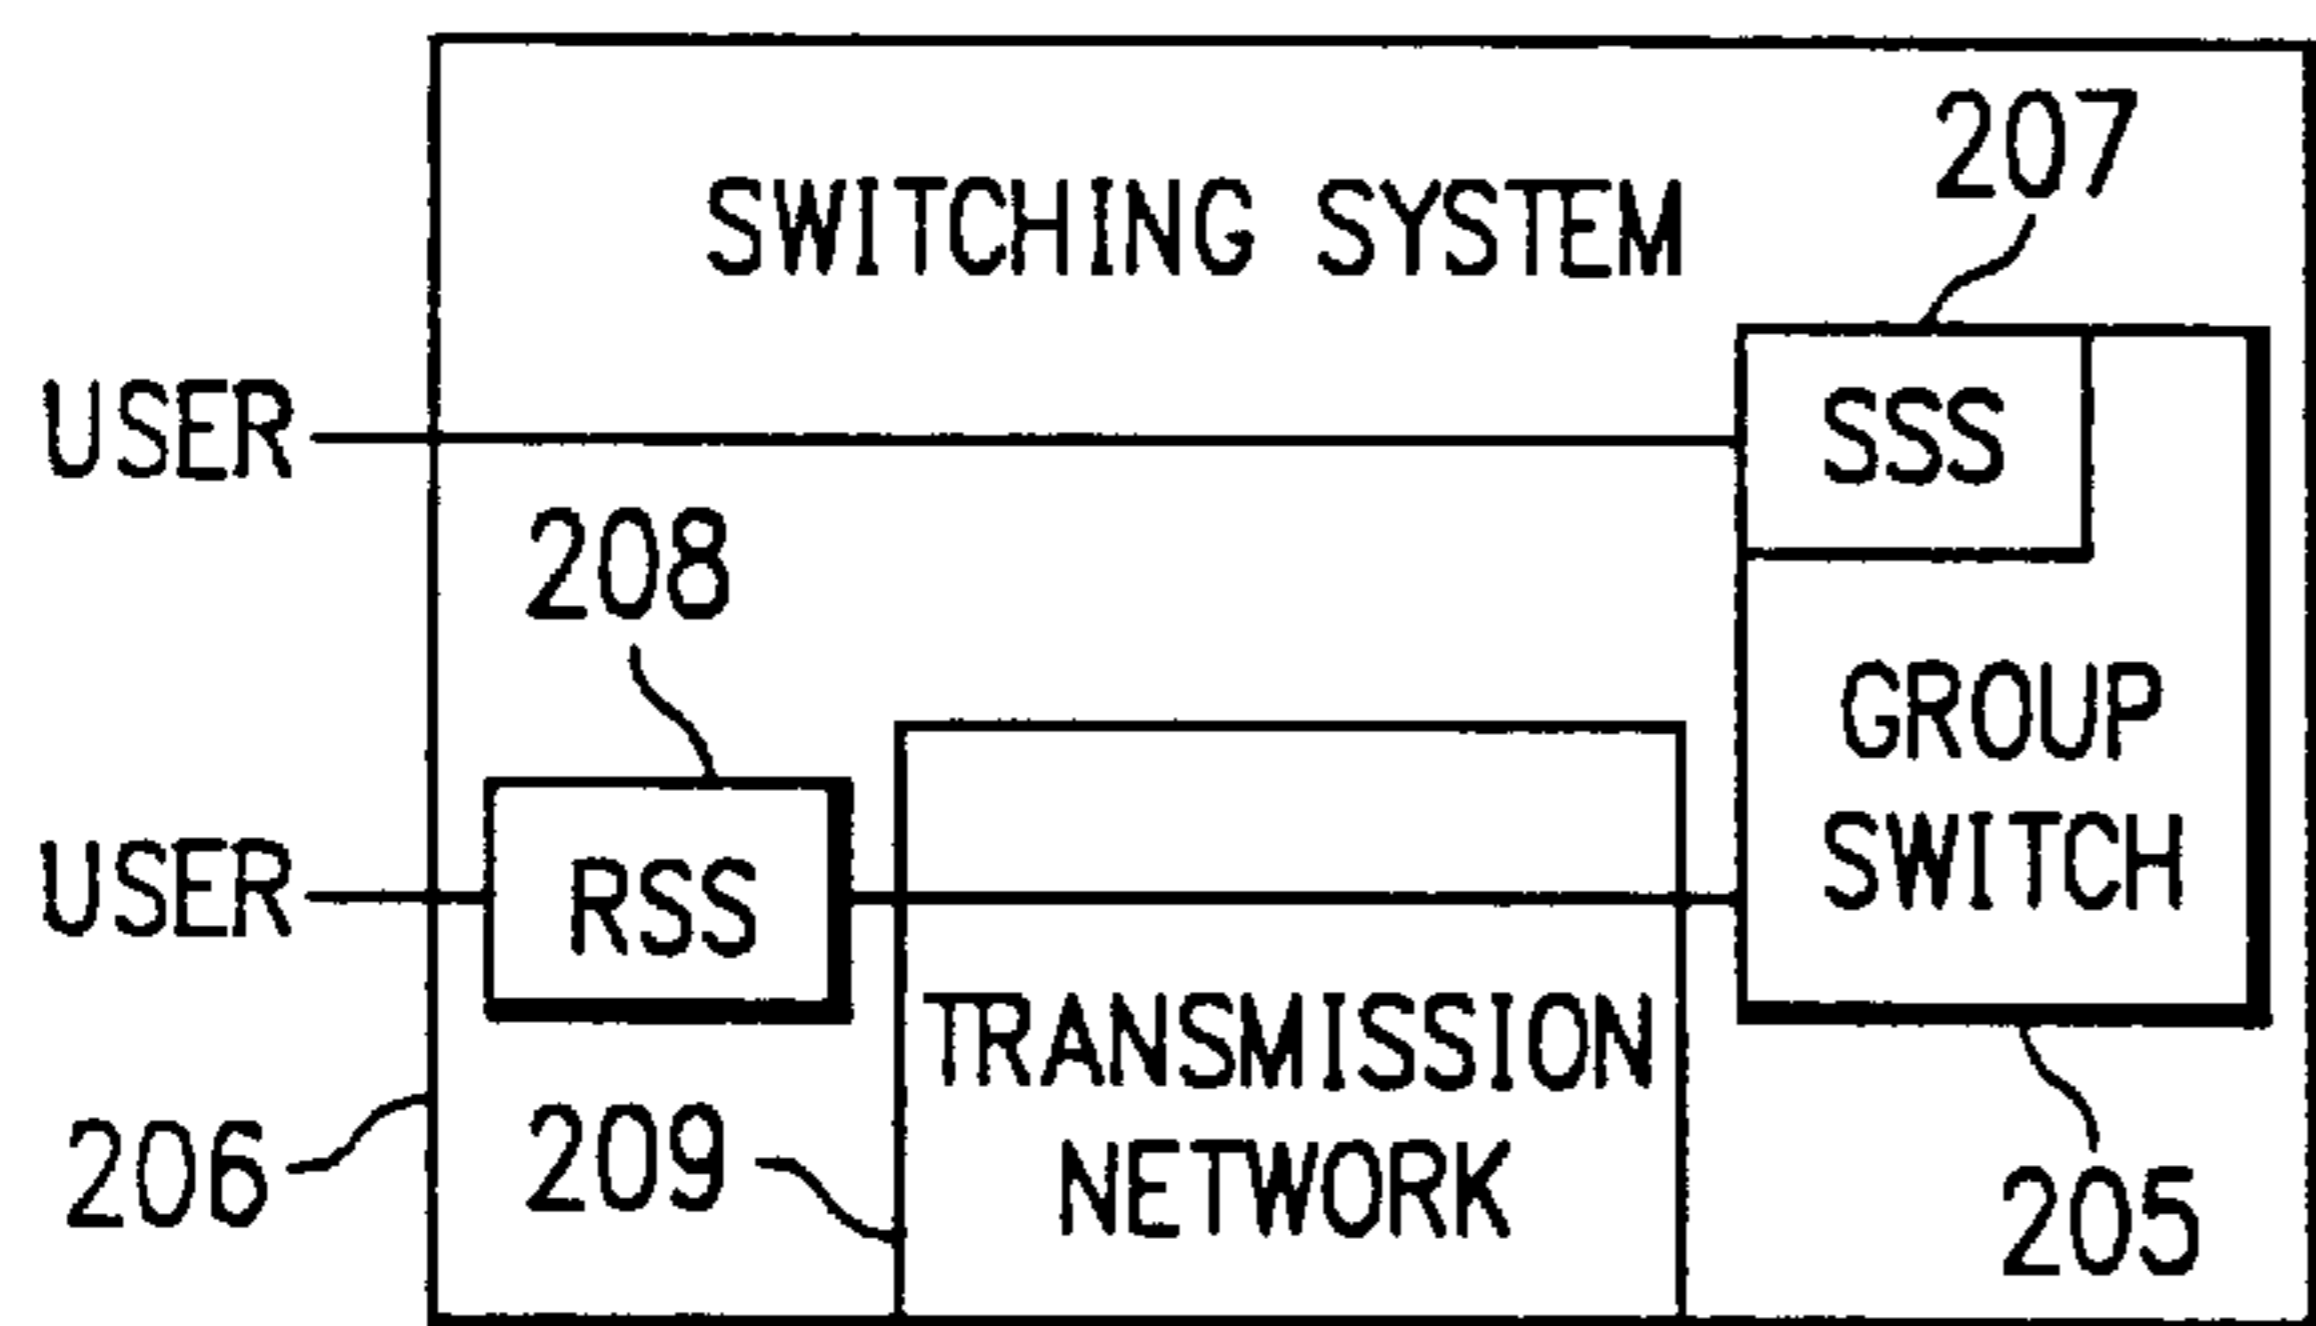 207
SWITCHING SYSTEM
USER
SSS
208
GROUP
SWITCH
USER
RSS
TRANSMISSION
NETWORK
206
209
205